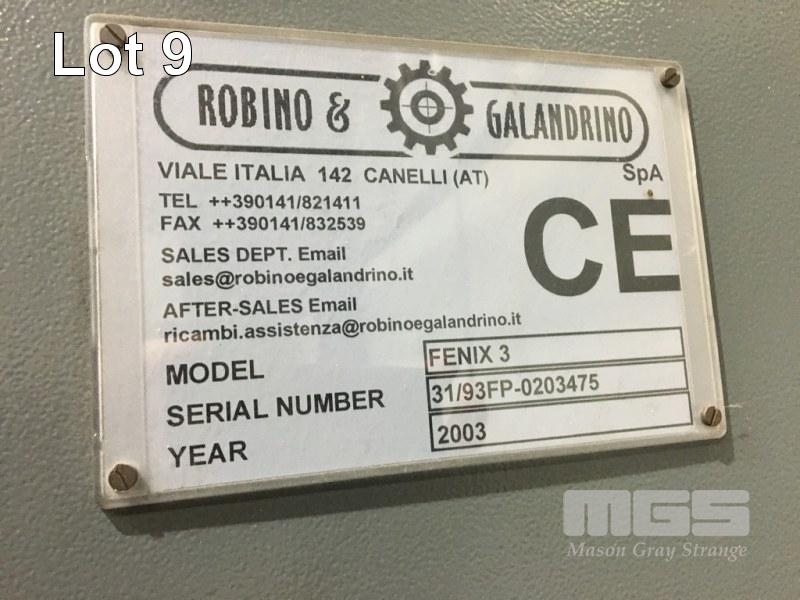 Lot 9
ROBINO & GALANDRINO
SpA
VIALE ITALIA 142 CANELLI (AT)
TEL ++390141/821411
FAX ++390141/832539
CE
SALES DEPT. Email
sales@robinoegalandrino.it
AFTER-SALES Email
ricambi.assistenza@robinoegalandrino.it
MODEL FENIX 3
SERIAL NUMBER 31/93FP-0203475
YEAR 2003
MGS
Mason Gray Strange